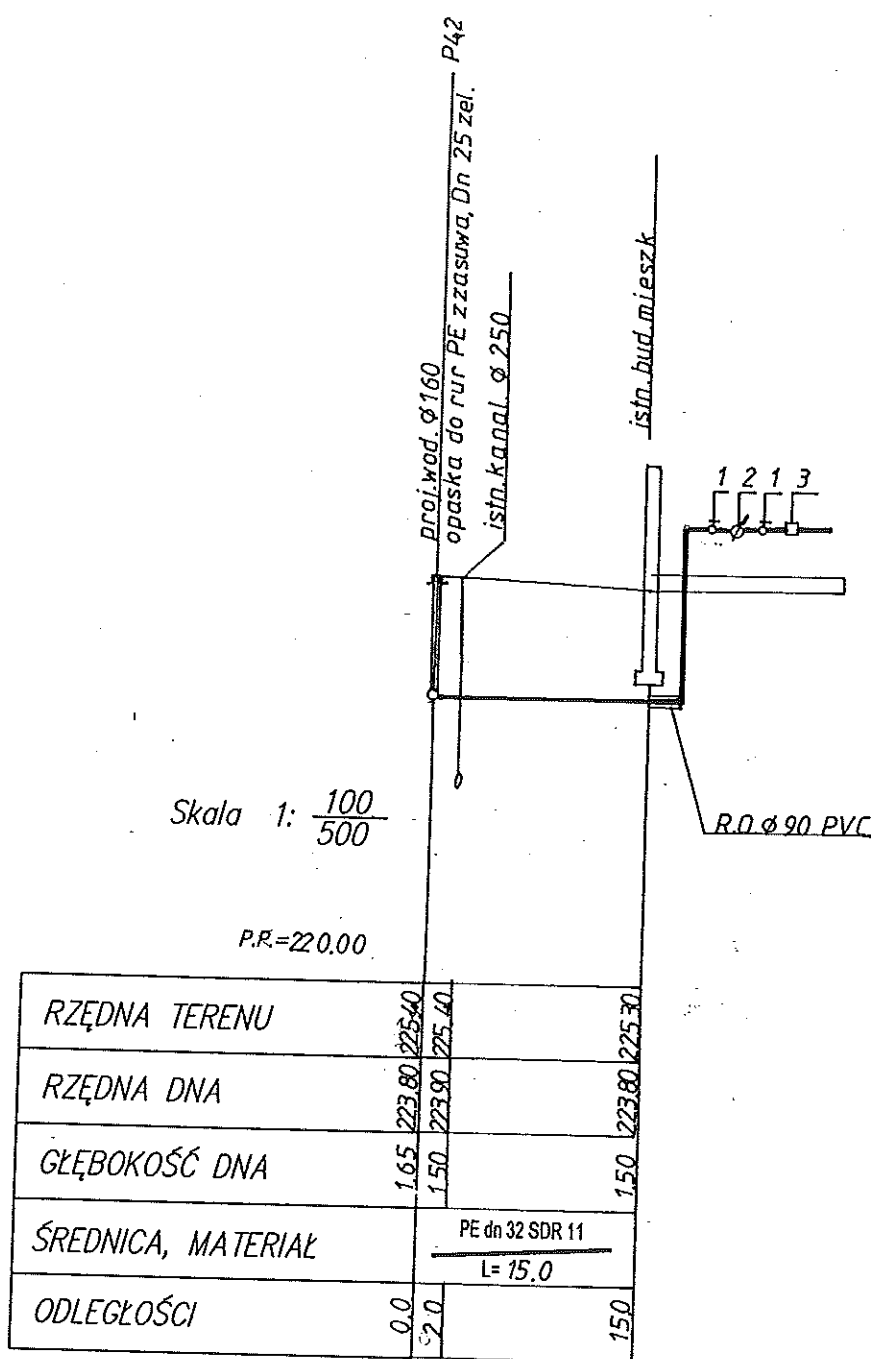 P42
proj.wod. φ160
opaska do rur PE z zasuwą, Dn 25 żel.
istn. kanal. φ 250
istn. bud. mieszk
1 2 1 3
R.O. φ 90 PVC
Skala 1: 100
500
P.P.=220.00
RZĘDNA TERENU 225.40 225.40 225.30
RZĘDNA DNA 223.80 223.90 223.80
GŁĘBOKOŚĆ DNA 1.65 1.50 1.50
ŚREDNICA, MATERIAŁ PE dn 32 SDR 11
L= 15.0
ODLEGŁOŚCI 0.0 2.0 15.0